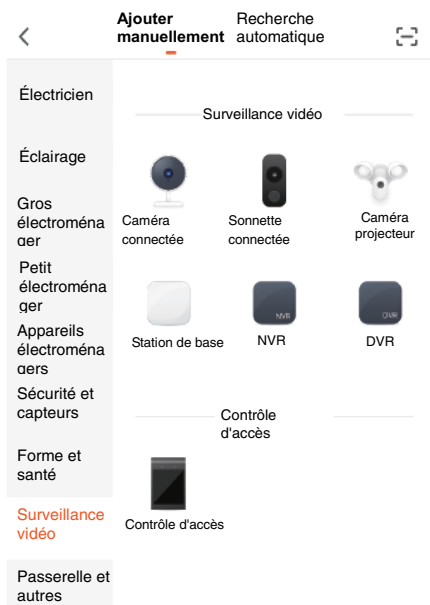 Ajouter
manuellement
Recherche
automatique
Électricien
Éclairage
Gros
électroména
ger
Petit
électroména
ger
Appareils
électroména
gers
Sécurité et
capteurs
Forme et
santé
Surveillance
vidéo
Passerelle et
autres
Surveillance vidéo
Caméra
connectée
Sonnette
connectée
Caméra
projecteur
NVR
DVR
Station de base
NVR
DVR
Contrôle
d'accès
Contrôle d'accès